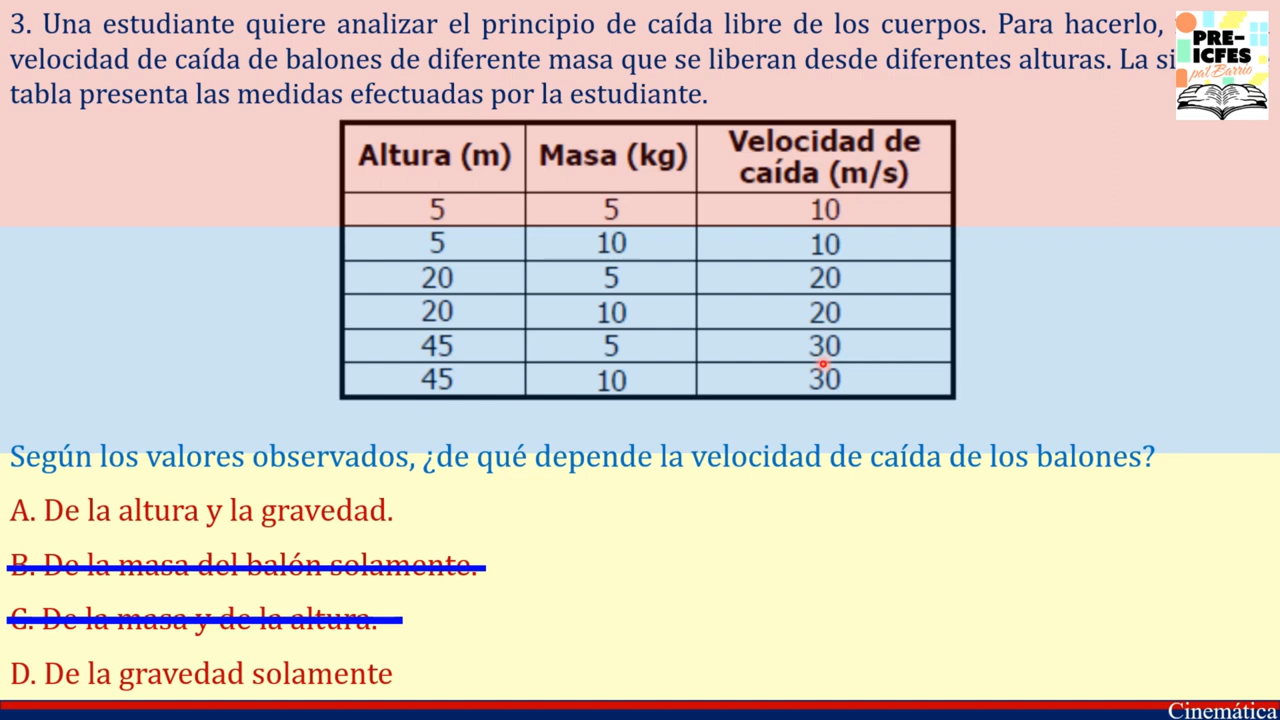 3. Una estudiante quiere analizar el principio de caída libre de los cuerpos. Para hacerlo,
velocidad de caída de balones de diferente masa que se liberan desde diferentes alturas. La si
tabla presenta las medidas efectuadas por la estudiante.
PRE-
ICFES
pal Barrio
Altura (m) Masa (kg) Velocidad de caída (m/s)
5 5 10
5 10 10
20 5 20
20 10 20
45 5 30
45 10 30
Según los valores observados, ¿de qué depende la velocidad de caída de los balones?
A. De la altura y la gravedad.
B. De la masa del balón solamente.
C. De la masa y de la altura.
D. De la gravedad solamente
Cinemática